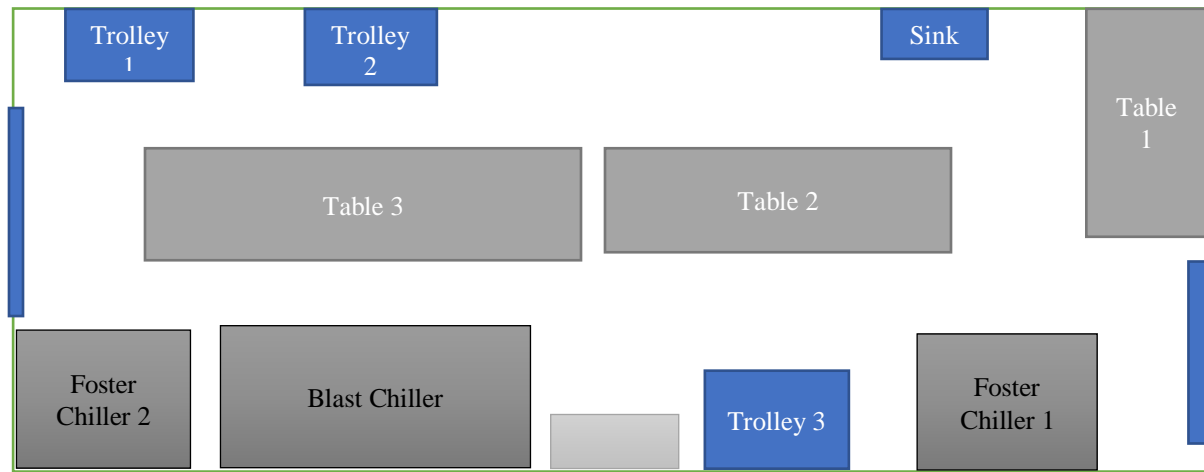 Trolley
1
Trolley
2
Sink
Table
1
Table 3
Table 2
Foster
Chiller 2
Blast Chiller
Trolley 3
Foster
Chiller 1